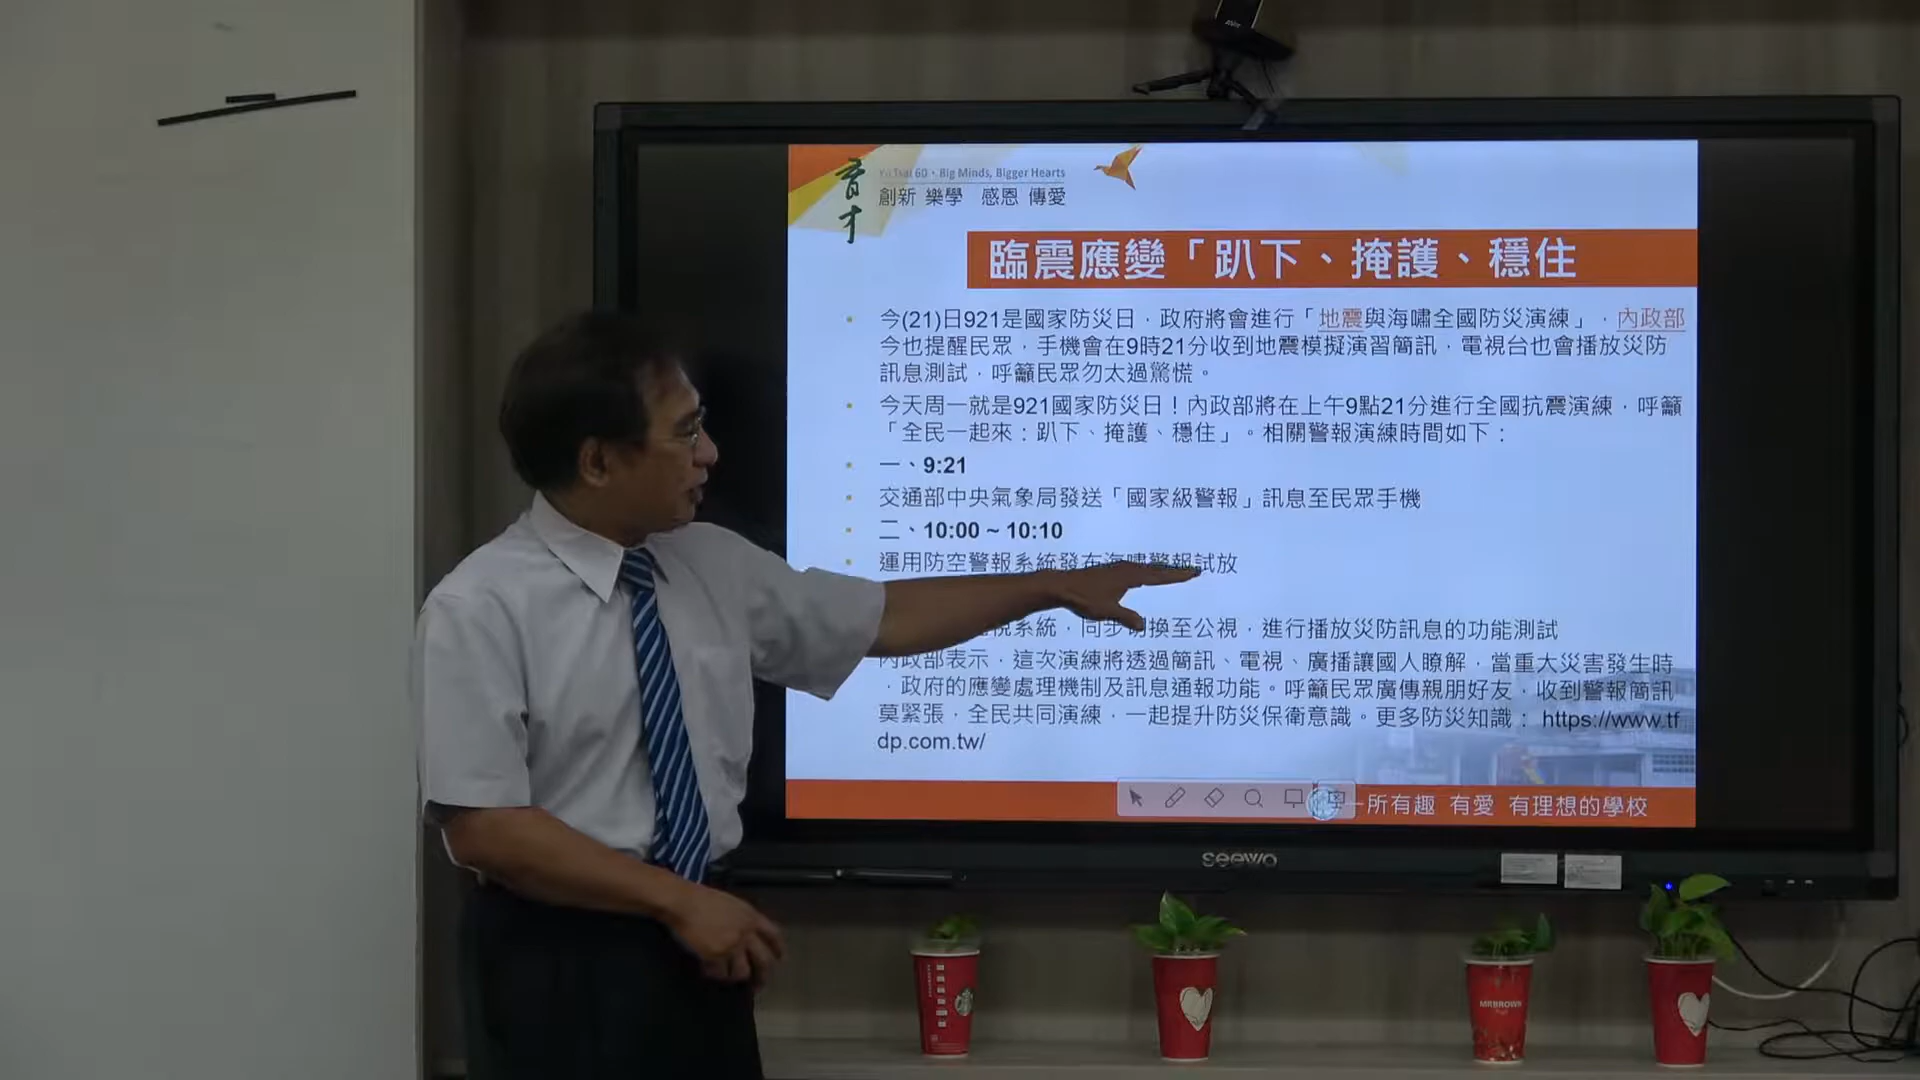 Yu Tsai 60・Big Minds, Bigger Hearts
育才
創新 樂學 感恩 傳愛
臨震應變「趴下、掩護、穩住
今(21)日921是國家防災日，政府將會進行「地震與海嘯全國防災演練」，內政部
今也提醒民眾，手機會在9時21分收到地震模擬演習簡訊，電視台也會播放災防
訊息測試，呼籲民眾勿太過驚慌。
今天周一就是921國家防災日！內政部將在上午9點21分進行全國抗震演練，呼籲
「全民一起來：趴下、掩護、穩住」。相關警報演練時間如下：
一、9:21
交通部中央氣象局發送「國家級警報」訊息至民眾手機
二、10:00 ~ 10:10
運用防空警報系統發布海嘯警報試放
視系統，同步切換至公視，進行播放災防訊息的功能測試
內政部表示，這次演練將透過簡訊、電視、廣播讓國人瞭解，當重大災害發生時
，政府的應變處理機制及訊息通報功能。呼籲民眾廣傳親朋好友，收到警報簡訊
莫緊張，全民共同演練，一起提升防災保衛意識。更多防災知識： https://www.tf
dp.com.tw/
一所有趣 有愛 有理想的學校
seewo
MR.BROWN